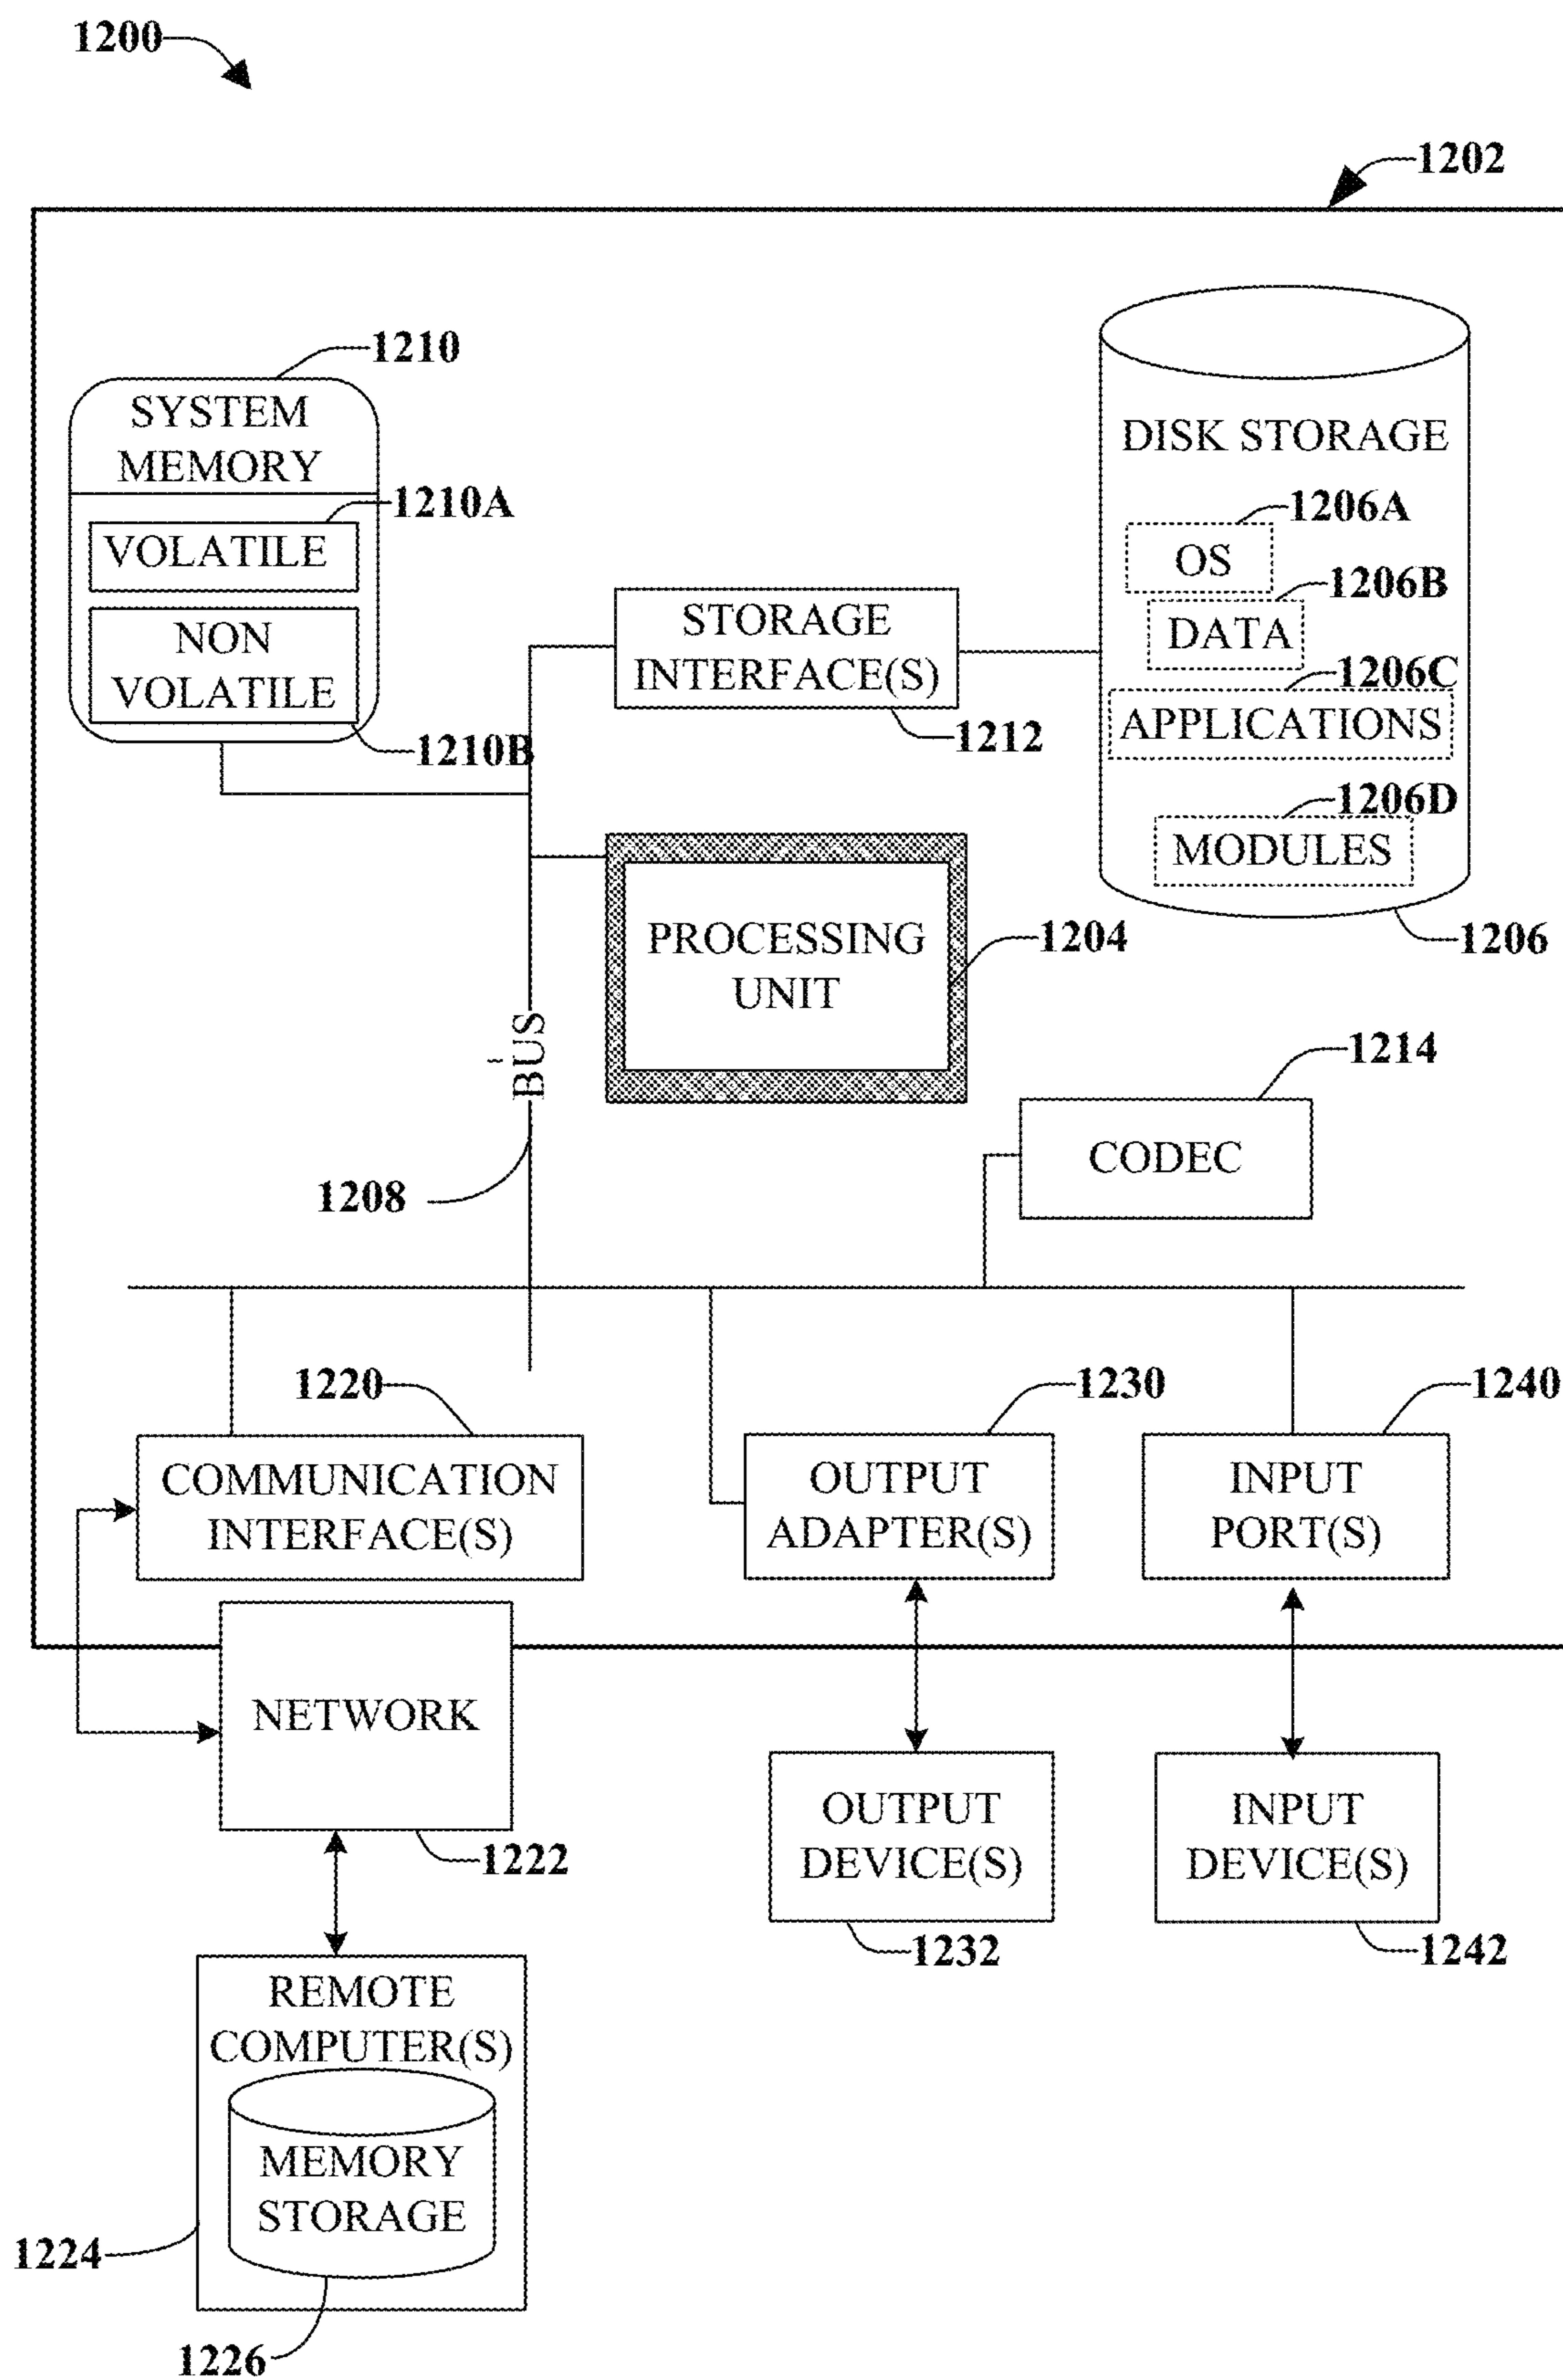 1200
1202
1210
SYSTEM
MEMORY
1210A
VOLATILE
NON
VOLATILE
1210B
STORAGE
INTERFACE(S)
1212
DISK STORAGE
1206A
OS
1206B
DATA
1206C
APPLICATIONS
1206D
MODULES
1206
PROCESSING
UNIT
1204
BUS
1208
1214
CODEC
1220
COMMUNICATION
INTERFACE(S)
1230
OUTPUT
ADAPTER(S)
1240
INPUT
PORT(S)
NETWORK
1222
OUTPUT
DEVICE(S)
1232
INPUT
DEVICE(S)
1242
REMOTE
COMPUTER(S)
MEMORY
STORAGE
1224
1226